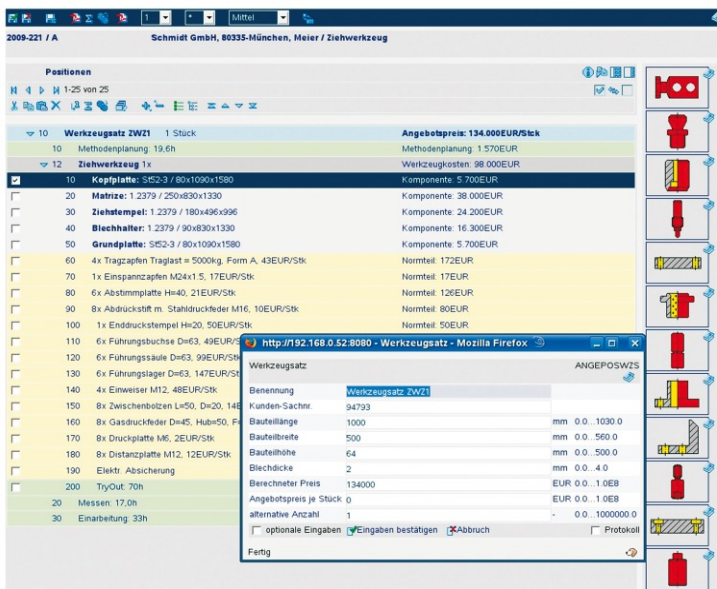 1 * Mittel
2009-221 / A Schmidt GmbH, 80335-München, Meier / Ziehwerkzeug
Positionen
1-25 von 25
10 Werkzeugsatz ZWZ1 1 Stück Angebotspreis: 134.000EUR/Stck
10 Methodenplanung: 19,6h Methodenplanung: 1.570EUR
12 Ziehwerkzeug 1x Werkzeugkosten: 98.000EUR
10 Kopfplatte: St52-3 / 80x1090x1580 Komponente: 5.700EUR
20 Matrize: 1.2379 / 250x830x1330 Komponente: 38.000EUR
30 Ziehstempel: 1.2379 / 180x496x996 Komponente: 24.200EUR
40 Blechhalter: 1.2379 / 90x830x1330 Komponente: 16.300EUR
50 Grundplatte: St52-3 / 80x1090x1580 Komponente: 5.700EUR
60 4x Tragzapfen Traglast = 5000kg, Form A, 43EUR/Stk Normteil: 172EUR
70 1x Einspannzapfen M24x1.5, 17EUR/Stk Normteil: 17EUR
80 6x Abstimmplatte H=40, 21EUR/Stk Normteil: 126EUR
90 8x Abdrückstift m. Stahldruckfeder M16, 10EUR/Stk Normteil: 80EUR
100 1x Enddruckstempel H=20, 50EUR/Stk Normteil: 50EUR
110 6x Führungsbuchse D=63, 49EUR/S
120 6x Führungssäule D=63, 99EUR/Stk
130 6x Führungslager D=63, 147EUR/St
140 4x Einweiser M12, 48EUR/Stk
150 8x Zwischenbolzen L=50, D=20, 14E
160 8x Gasdruckfeder D=45, Hub=50, F
170 8x Druckplatte M6, 2EUR/Stk
180 8x Distanzplatte M12, 12EUR/Stk
190 Elektr. Absicherung
200 TryOut: 70h
20 Messen: 17,0h
30 Einarbeitung: 33h
http://192.168.0.52:8080 - Werkzeugsatz - Mozilla Firefox
Werkzeugsatz ANGEPOSWZS
Benennung Werkzeugsatz ZWZ1
Kunden-Sachnr. 94793
Bauteillänge 1000 mm 0.0...1030.0
Bauteilbreite 500 mm 0.0...560.0
Bauteilhöhe 64 mm 0.0...500.0
Blechdicke 2 mm 0.0...4.0
Berechneter Preis 134000 EUR 0.0...1.0E8
Angebotspreis je Stück 0 EUR 0.0...1.0E8
alternative Anzahl 1 - 0.0...1000000.0
optionale Eingaben Eingaben bestätigen Abbruch Protokoll
Fertig